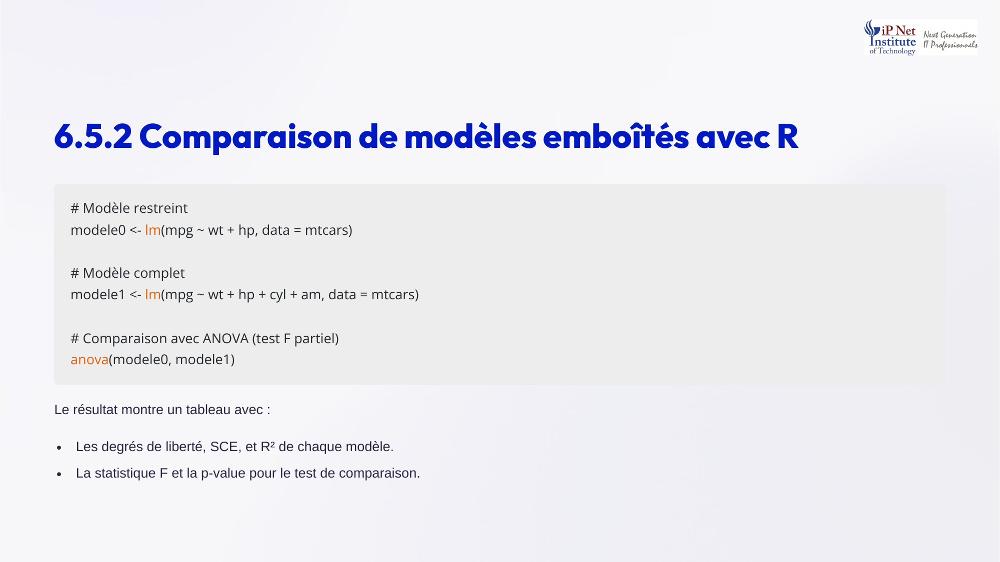 iP Net
Institute
of Technology
Next Generation
IT Professionnels
6.5.2 Comparaison de modèles emboîtés avec R
# Modèle restreint
modele0 <- lm(mpg ~ wt + hp, data = mtcars)
# Modèle complet
modele1 <- lm(mpg ~ wt + hp + cyl + am, data = mtcars)
# Comparaison avec ANOVA (test F partiel)
anova(modele0, modele1)
Le résultat montre un tableau avec :
• Les degrés de liberté, SCE, et R² de chaque modèle.
• La statistique F et la p-value pour le test de comparaison.